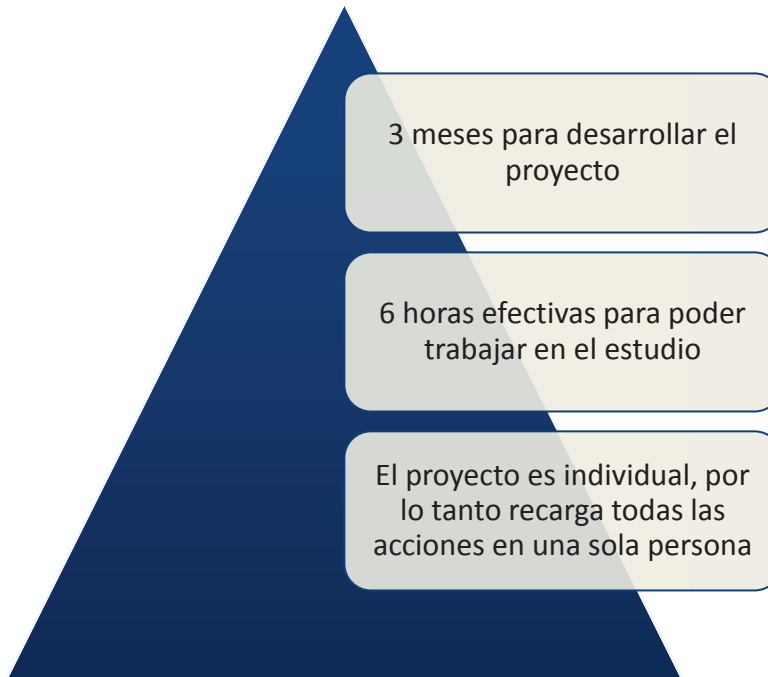 3 meses para desarrollar el
proyecto
6 horas efectivas para poder
trabajar en el estudio
El proyecto es individual, por
lo tanto recarga todas las
acciones en una sola persona